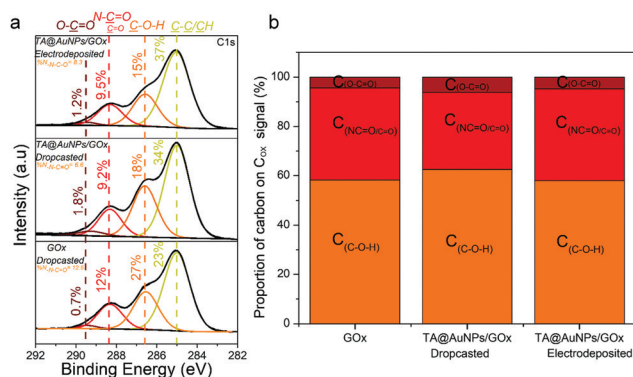 a
O-C=O
N-C=O
C=O
C-O-H
C-C/CH
TA@AuNPs/GOx
Electrodeposited
C1s
1.2%
9.5%
15%
37%
TA@AuNPs/GOx
Dropcasted
1.8%
9.2%
18%
34%
GOx
Dropcasted
0.7%
12%
27%
23%
Intensity (a.u)
292 290 288 286 284 282
Binding Energy (eV)
b
Proportion of carbon on COX signal (%)
100
80
60
40
20
0
C(O-C=O)
C(NC=O/C=O)
C(C-O-H)
C(O-C=O)
C(NC=O/C=O)
C(C-O-H)
C(O-C=O)
C(NC=O/C=O)
C(C-O-H)
GOx
TA@AuNPs/GOx
Dropcasted
TA@AuNPs/GOx
Electrodeposited